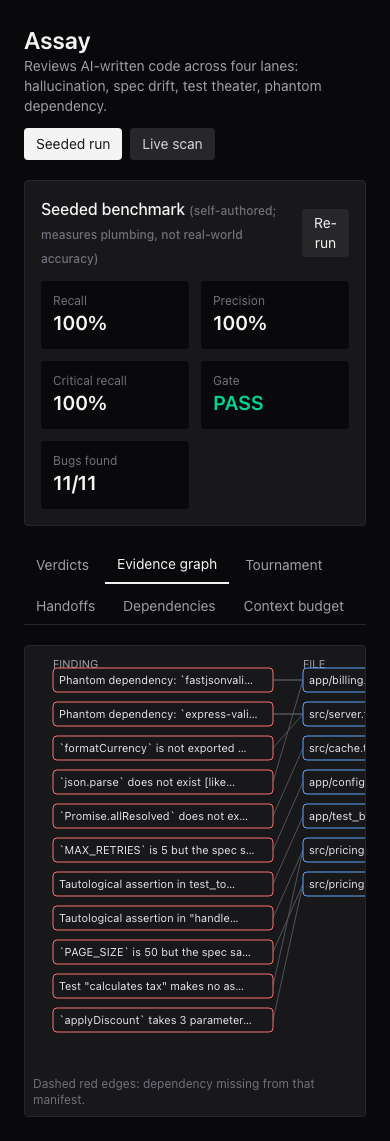 Assay
Reviews AI-written code across four lanes:
hallucination, spec drift, test theater, phantom
dependency.
Seeded run
Live scan
Seeded benchmark (self-authored;
measures plumbing, not real-world
accuracy)
Re-
run
Recall
100%
Precision
100%
Critical recall
100%
Gate
PASS
Bugs found
11/11
Verdicts
Evidence graph
Tournament
Handoffs
Dependencies
Context budget
FINDING
FILE
Phantom dependency: `fastjsonvali...
app/billing.
Phantom dependency: `express-vali...
src/server.
`formatCurrency` is not exported ...
src/cache.t
`json.parse` does not exist [like...
app/config
`Promise.allResolved` does not ex...
app/test_b
`MAX_RETRIES` is 5 but the spec s...
src/pricing
Tautological assertion in test_to...
src/pricing
Tautological assertion in "handle...
`PAGE_SIZE` is 50 but the spec sa...
Test "calculates tax" makes no as...
`applyDiscount` takes 3 parameter...
Dashed red edges: dependency missing from that
manifest.